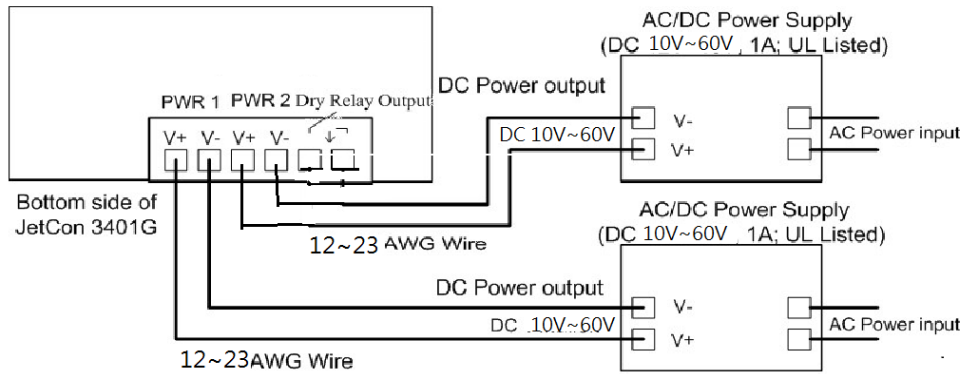 AC/DC Power Supply
(DC 10V~60V , 1A; UL Listed)
DC Power output
PWR 1 PWR 2 Dry Relay Output
V+ V- V+ V-
V-
DC 10V~60V
V+
AC Power input
Bottom side of
JetCon 3401G
12~23 AWG Wire
AC/DC Power Supply
(DC 10V~60V , 1A; UL Listed)
DC Power output
V-
DC 10V~60V
V+
AC Power input
12~23AWG Wire